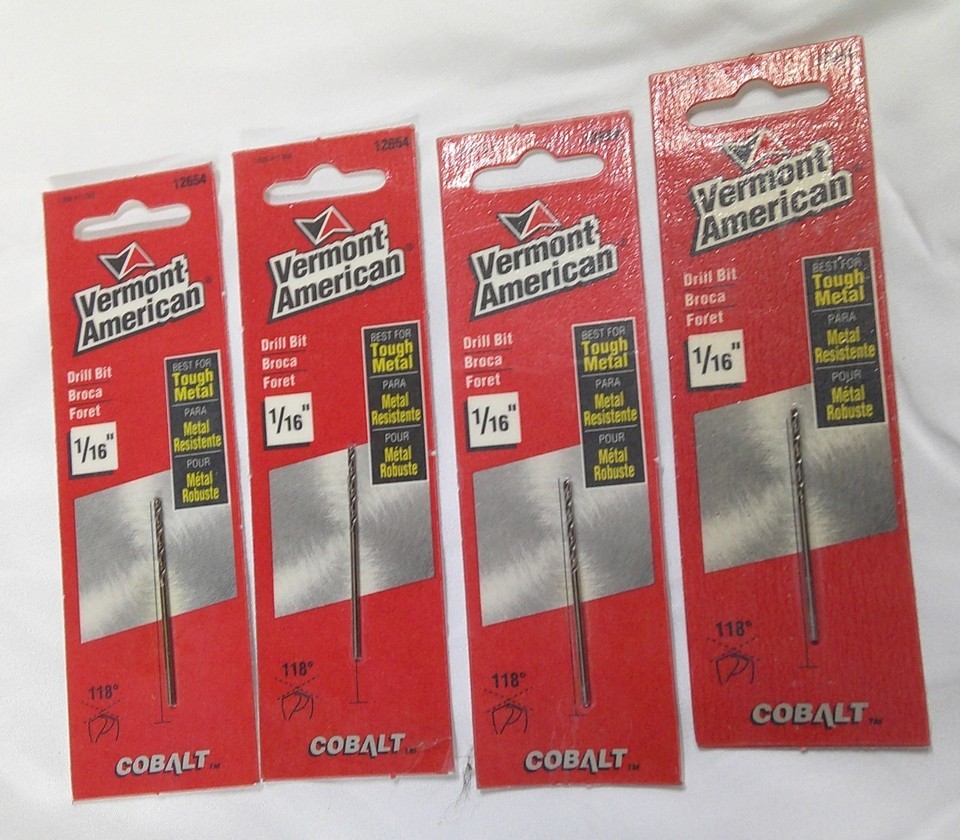 12654
Vermont
American
Drill Bit
Broca
Foret
1/16"
BEST FOR
Tough
Metal
PARA
Metal
Resistente
POUR
Métal
Robuste
118°
COBALT™
12654
Vermont
American
Drill Bit
Broca
Foret
1/16"
BEST FOR
Tough
Metal
PARA
Metal
Resistente
POUR
Métal
Robuste
118°
COBALT™
Vermont
American
Drill Bit
Broca
Foret
1/16"
BEST FOR
Tough
Metal
PARA
Metal
Resistente
POUR
Métal
Robuste
118°
COBALT™
Vermont
American
Drill Bit
Broca
Foret
1/16"
BEST FOR
Tough
Metal
PARA
Metal
Resistente
POUR
Métal
Robuste
118°
COBALT™